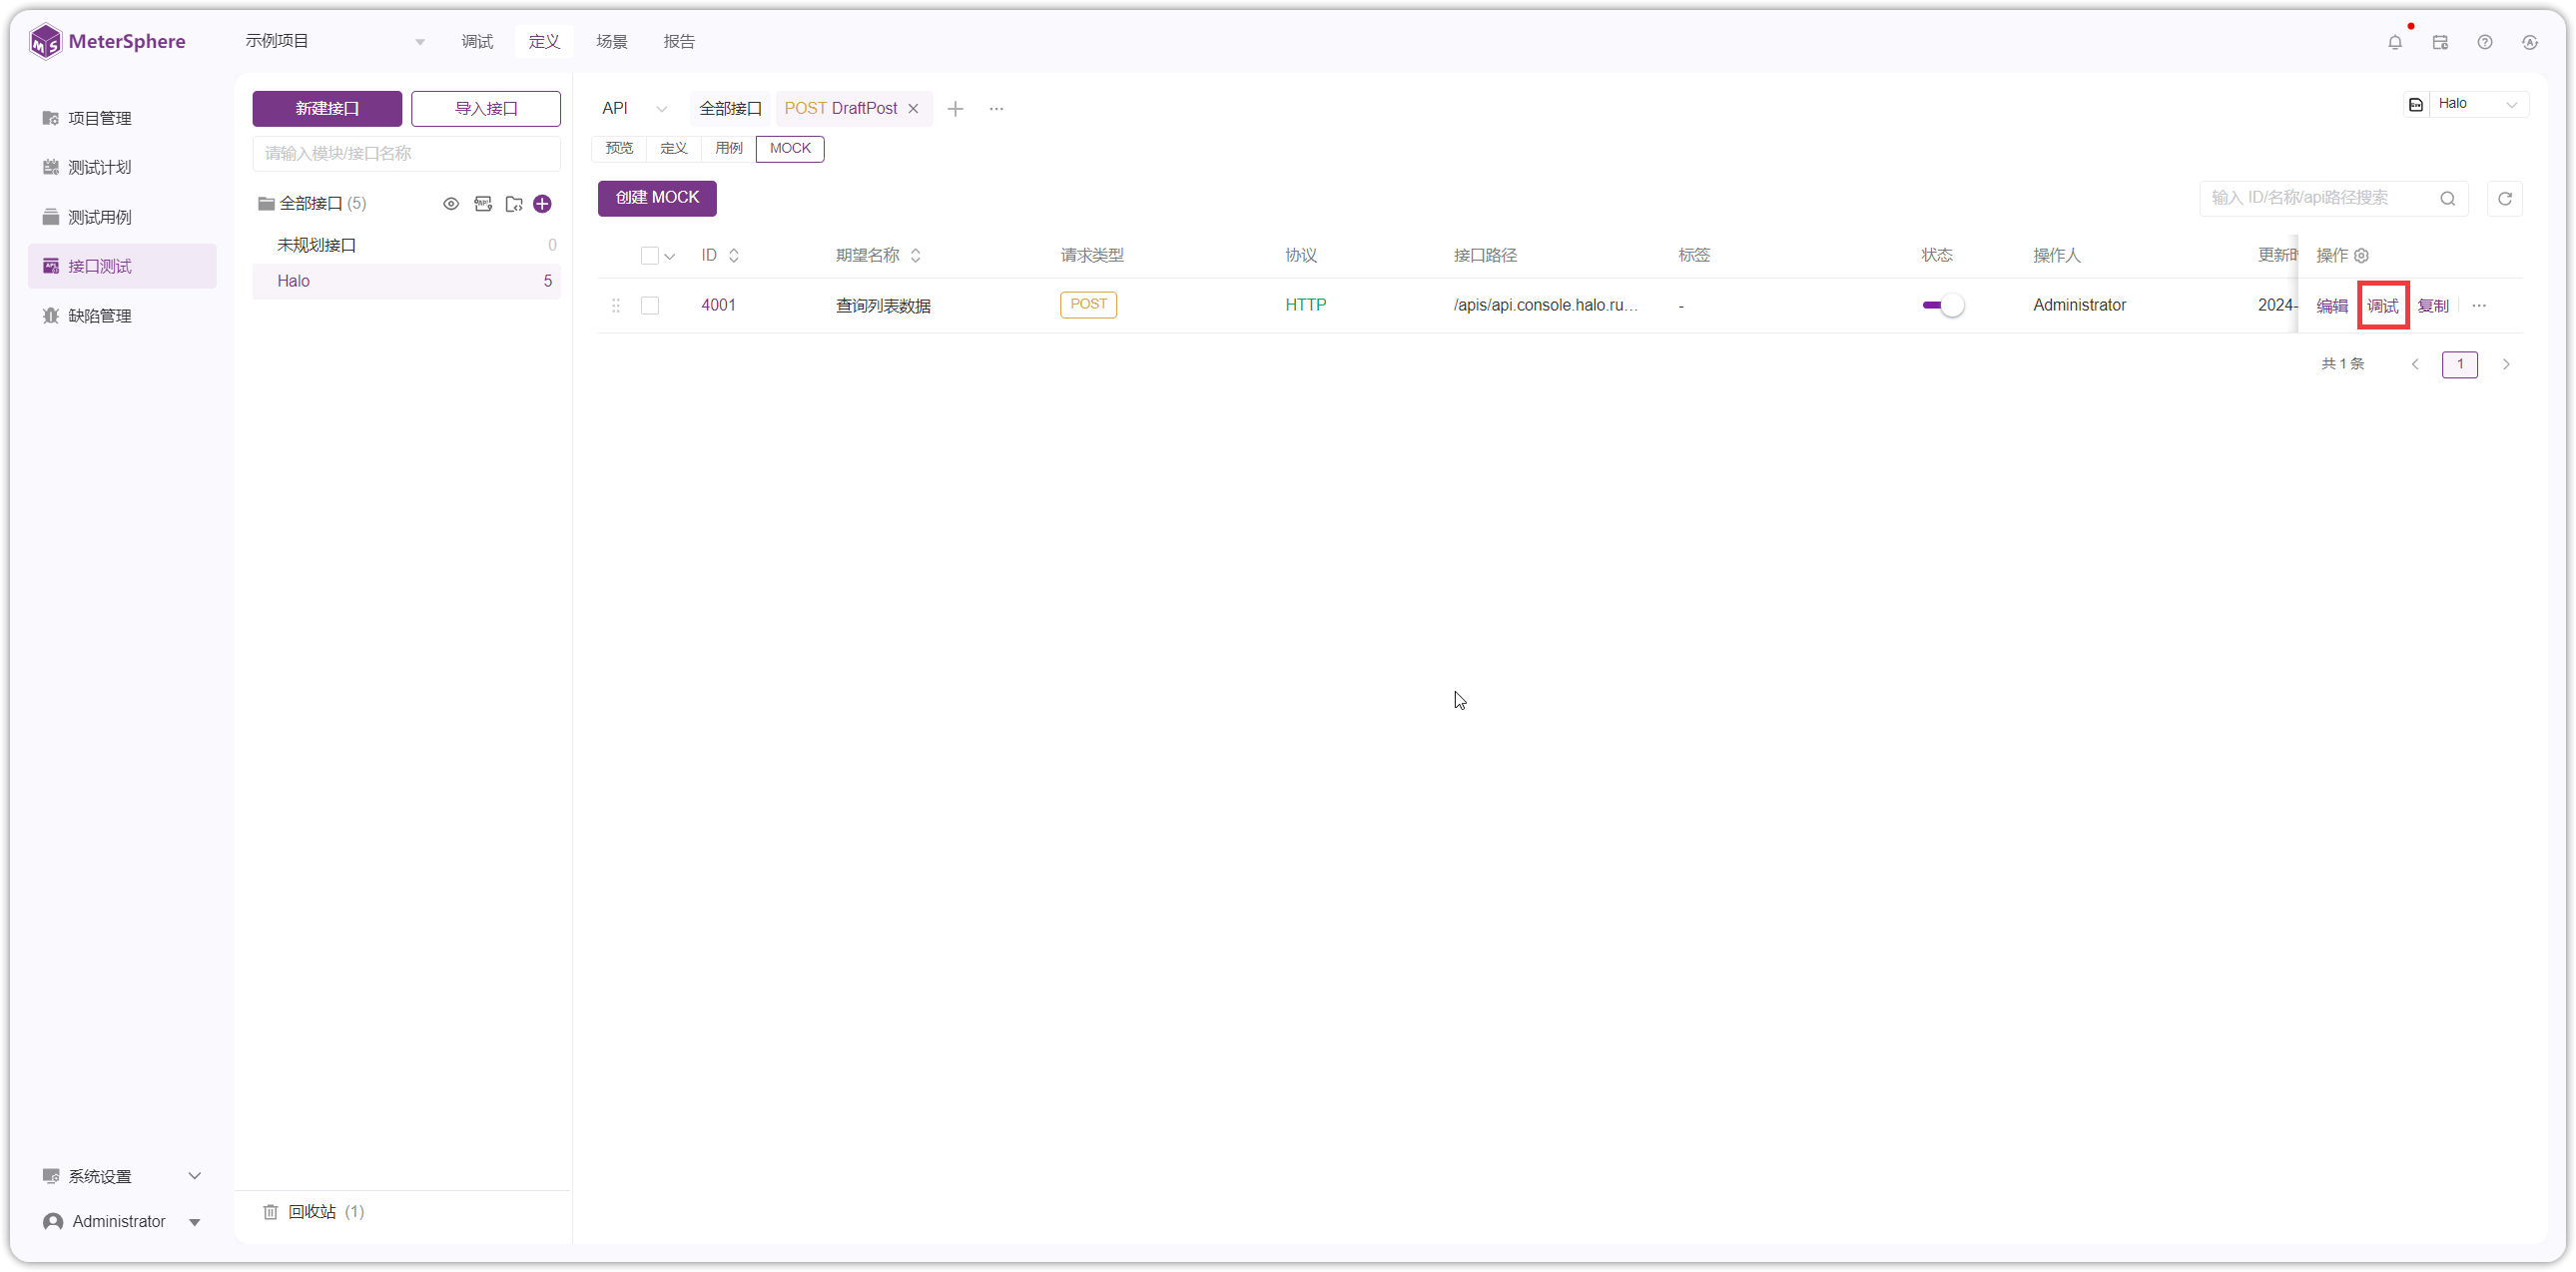 MeterSphere
示例项目
调试 定义 场景 报告
项目管理
测试计划
测试用例
接口测试
缺陷管理
系统设置
Administrator
新建接口 导入接口
请输入模块/接口名称
全部接口 (5)
未规划接口 0
Halo 5
回收站 (1)
API 全部接口 POST DraftPost
Halo
预览 定义 用例 MOCK
创建 MOCK
输入 ID/名称/api路径搜索
ID 期望名称 请求类型 协议 接口路径 标签 状态 操作人 更新时 操作
4001 查询列表数据 POST HTTP /apis/api.console.halo.ru... - Administrator 2024- 编辑 调试 复制
共 1 条 1